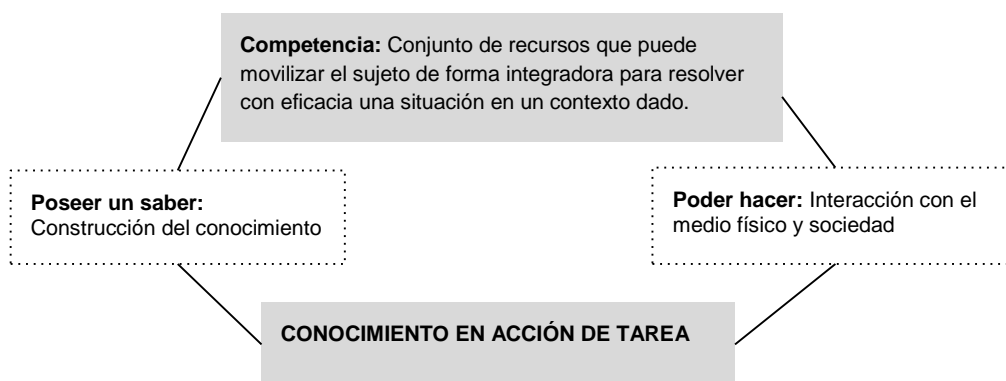 Competencia: Conjunto de recursos que puede
movilizar el sujeto de forma integradora para resolver
con eficacia una situación en un contexto dado.
Poseer un saber:
Construcción del conocimiento
Poder hacer: Interacción con el
medio físico y sociedad
CONOCIMIENTO EN ACCIÓN DE TAREA